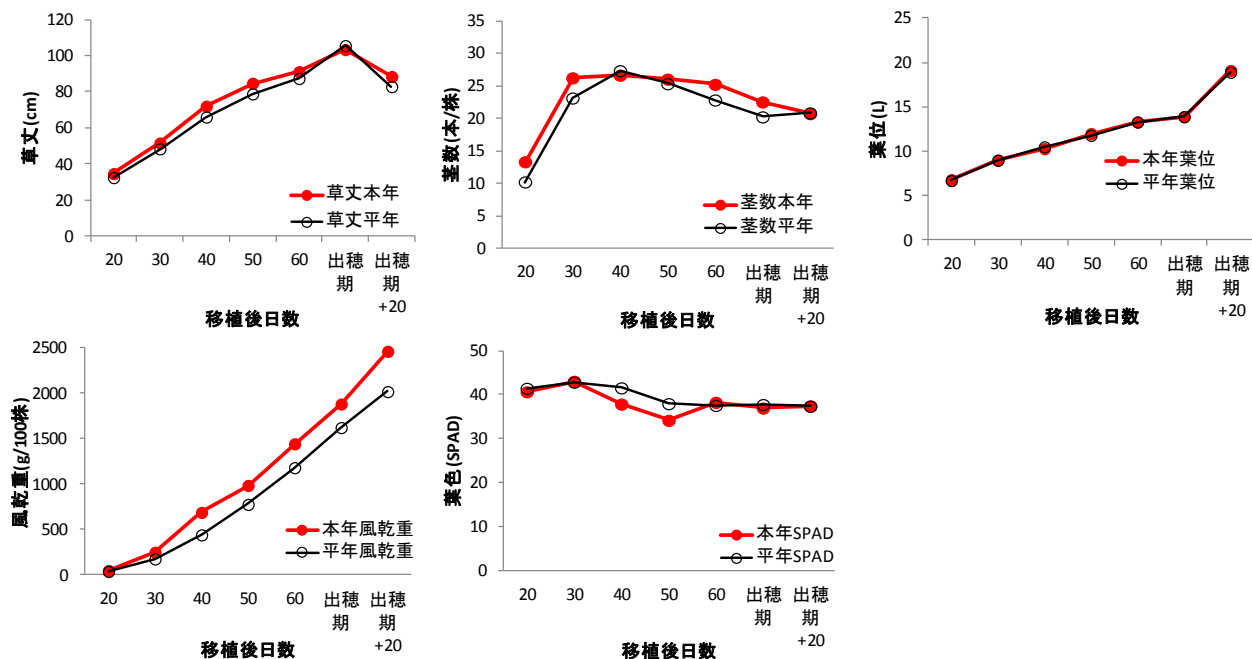 草丈(cm)
120
100
80
60
40
20
0
草丈本年
草丈平年
20 30 40 50 60 出穂期 出穂期+20
移植後日数
茎数(本/株)
35
30
25
20
15
10
5
0
茎数本年
茎数平年
20 30 40 50 60 出穂期 出穂期+20
移植後日数
葉位(L)
25
20
15
10
5
0
本年葉位
平年葉位
20 30 40 50 60 出穂期 出穂期+20
移植後日数
風乾重(g/100株)
2500
2000
1500
1000
500
0
本年風乾重
平年風乾重
20 30 40 50 60 出穂期 出穂期+20
移植後日数
葉色(SPAD)
50
40
30
20
10
0
本年SPAD
平年SPAD
20 30 40 50 60 出穂期 出穂期+20
移植後日数